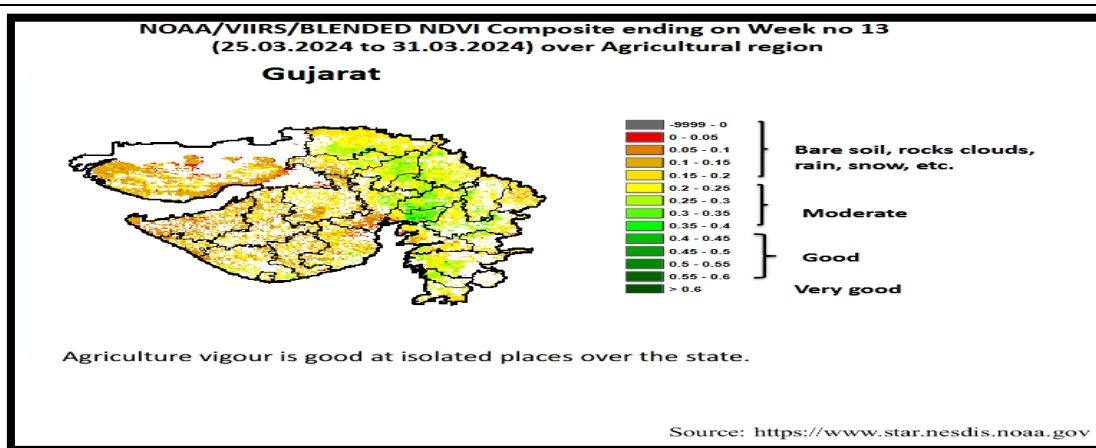 NOAA/VIIRS/BLENDED NDVI Composite ending on Week no 13
(25.03.2024 to 31.03.2024) over Agricultural region
Gujarat
-9999 - 0
0 - 0.05
0.05 - 0.1
0.1 - 0.15
0.15 - 0.2
0.2 - 0.25
0.25 - 0.3
0.3 - 0.35
0.35 - 0.4
0.4 - 0.45
0.45 - 0.5
0.5 - 0.55
0.55 - 0.6
> 0.6
Bare soil, rocks clouds,
rain, snow, etc.
Moderate
Good
Very good
Agriculture vigour is good at isolated places over the state.
Source: https://www.star.nesdis.noaa.gov